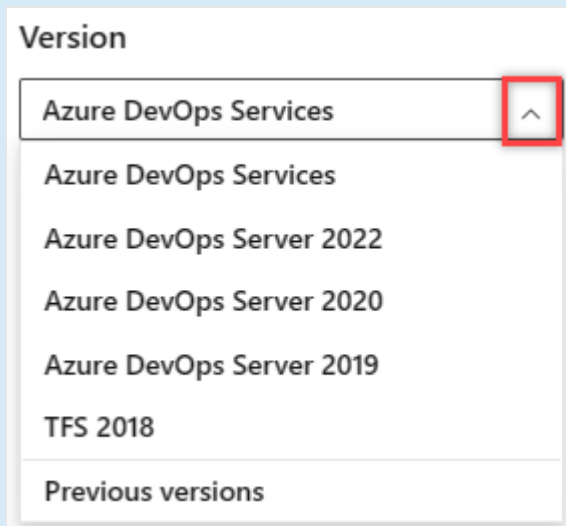 Version
Azure DevOps Services
Azure DevOps Services
Azure DevOps Server 2022
Azure DevOps Server 2020
Azure DevOps Server 2019
TFS 2018
Previous versions